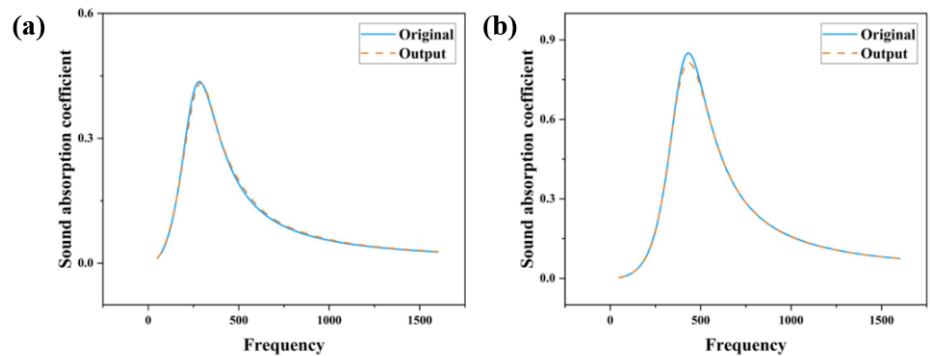 (a)
0.6
0.3
0.0
Sound absorption coefficient
Original
Output
0
500
1000
1500
Frequency
(b)
0.9
0.6
0.3
0.0
Sound absorption coefficient
Original
Output
0
500
1000
1500
Frequency